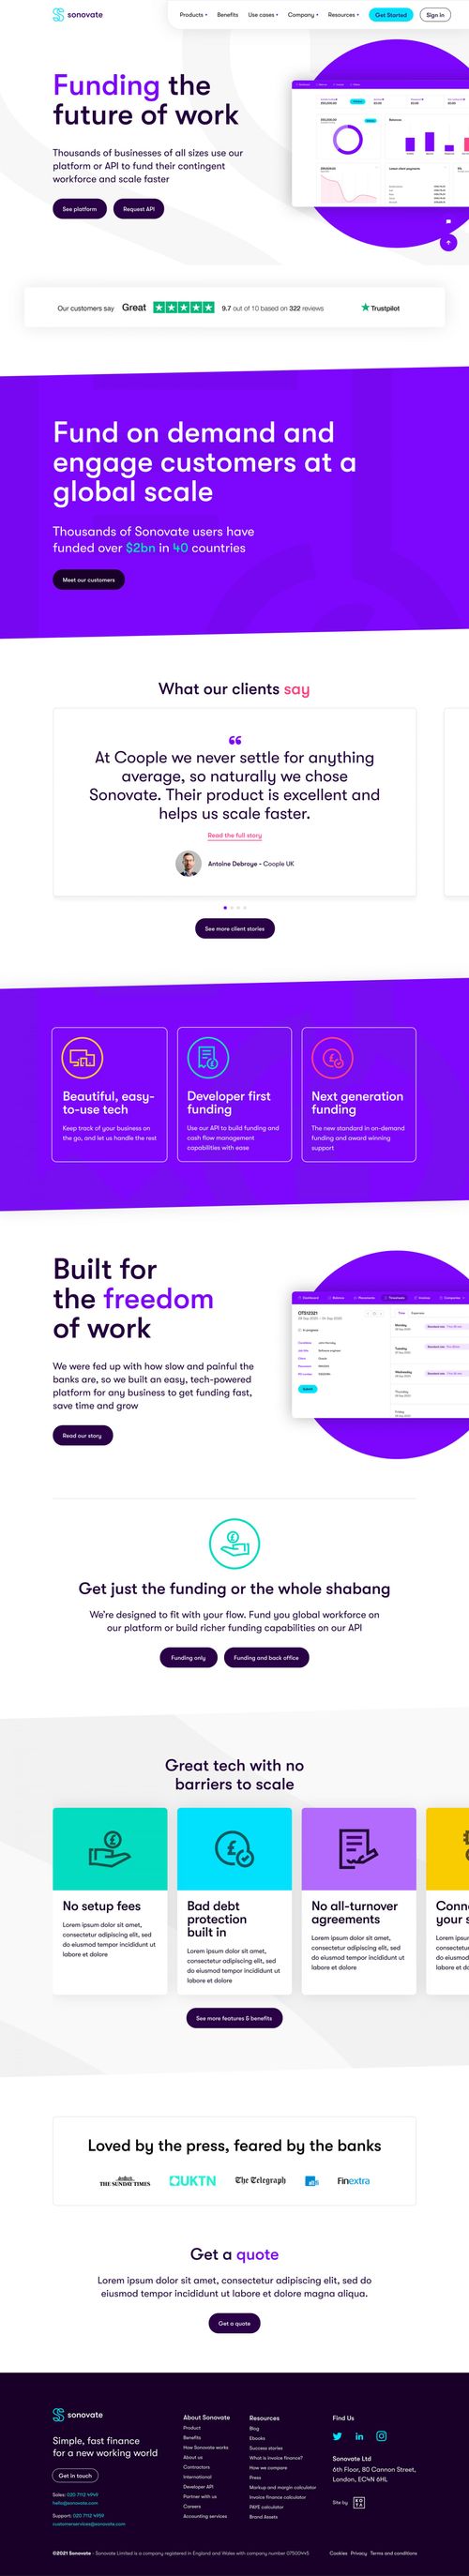 sonovate
Products Benefits Use cases Company Resources Get Started Sign in
Funding the
future of work
Thousands of businesses of all sizes use our
platform or API to fund their contingent
workforce and scale faster
See platform Request API
Our customers say Great 9.7 out of 10 based on 322 reviews Trustpilot
Fund on demand and
engage customers at a
global scale
Thousands of Sonovate users have
funded over $2bn in 40 countries
Meet our customers
What our clients say
At Coople we never settle for anything
average, so naturally we chose
Sonovate. Their product is excellent and
helps us scale faster.
Read the full story
Antoine Debroye - Coople UK
See more client stories
Beautiful, easy-
to-use tech
Keep track of your business on
the go, and let us handle the rest
Developer first
funding
Use our API to build funding and
cash flow management
capabilities with ease
Next generation
funding
The new standard in on-demand
funding and award winning
support
Built for
the freedom
of work
We were fed up with how slow and painful the
banks are, so we built an easy, tech-powered
platform for any business to get funding fast,
save time and grow
Read our story
Get just the funding or the whole shabang
We're designed to fit with your flow. Fund you global workforce on
our platform or build richer funding capabilities on our API
Funding only Funding and back office
Great tech with no
barriers to scale
No setup fees
Lorem ipsum dolor sit amet,
consectetur adipiscing elit, sed
do eiusmod tempor incididunt ut
labore et dolore
Bad debt
protection
built in
Lorem ipsum dolor sit amet,
consectetur adipiscing elit, sed
do eiusmod tempor incididunt ut
labore et dolore
No all-turnover
agreements
Lorem ipsum dolor sit amet,
consectetur adipiscing elit, sed
do eiusmod tempor incididunt ut
labore et dolore
See more features & benefits
Loved by the press, feared by the banks
THE SUNDAY TIMES UKTN The Telegraph Finextra
Get a quote
Lorem ipsum dolor sit amet, consectetur adipiscing elit, sed do
eiusmod tempor incididunt ut labore et dolore magna aliqua.
Get a quote
sonovate
Simple, fast finance
for a new working world
Get in touch
Sales: 020 7112 4949
hello@sonovate.com
Support: 020 7112 4959
customerservices@sonovate.com
About Sonovate
Product
Benefits
How Sonovate works
About us
Contractors
International
Developer API
Partner with us
Careers
Accounting services
Resources
Blog
Ebooks
Success stories
What is invoice finance?
How we compare
Press
Markup and margin calculator
Invoice finance calculator
PAYE calculator
Brand Assets
Find Us
Sonovate Ltd
6th Floor, 80 Cannon Street,
London, EC4N 6HL
Site by
©2021 Sonovate - Sonovate Limited is a company registered in England and Wales with company number 07500445
Cookies Privacy Terms and conditions